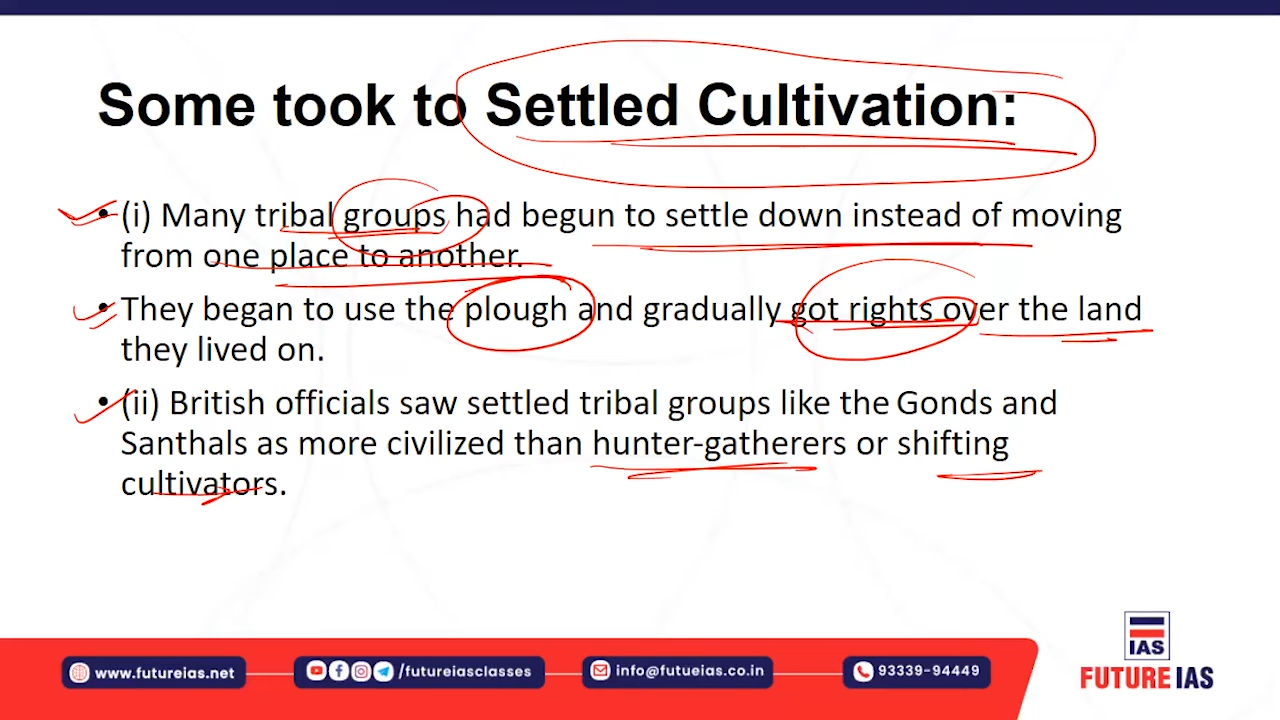 Some took to Settled Cultivation:
• (i) Many tribal groups had begun to settle down instead of moving
from one place to another.
• They began to use the plough and gradually got rights over the land
they lived on.
• (ii) British officials saw settled tribal groups like the Gonds and
Santhals as more civilized than hunter-gatherers or shifting
cultivators.
www.futureias.net
/futureiasclasses
info@futueias.co.in
93339-94449
IAS
FUTURE IAS